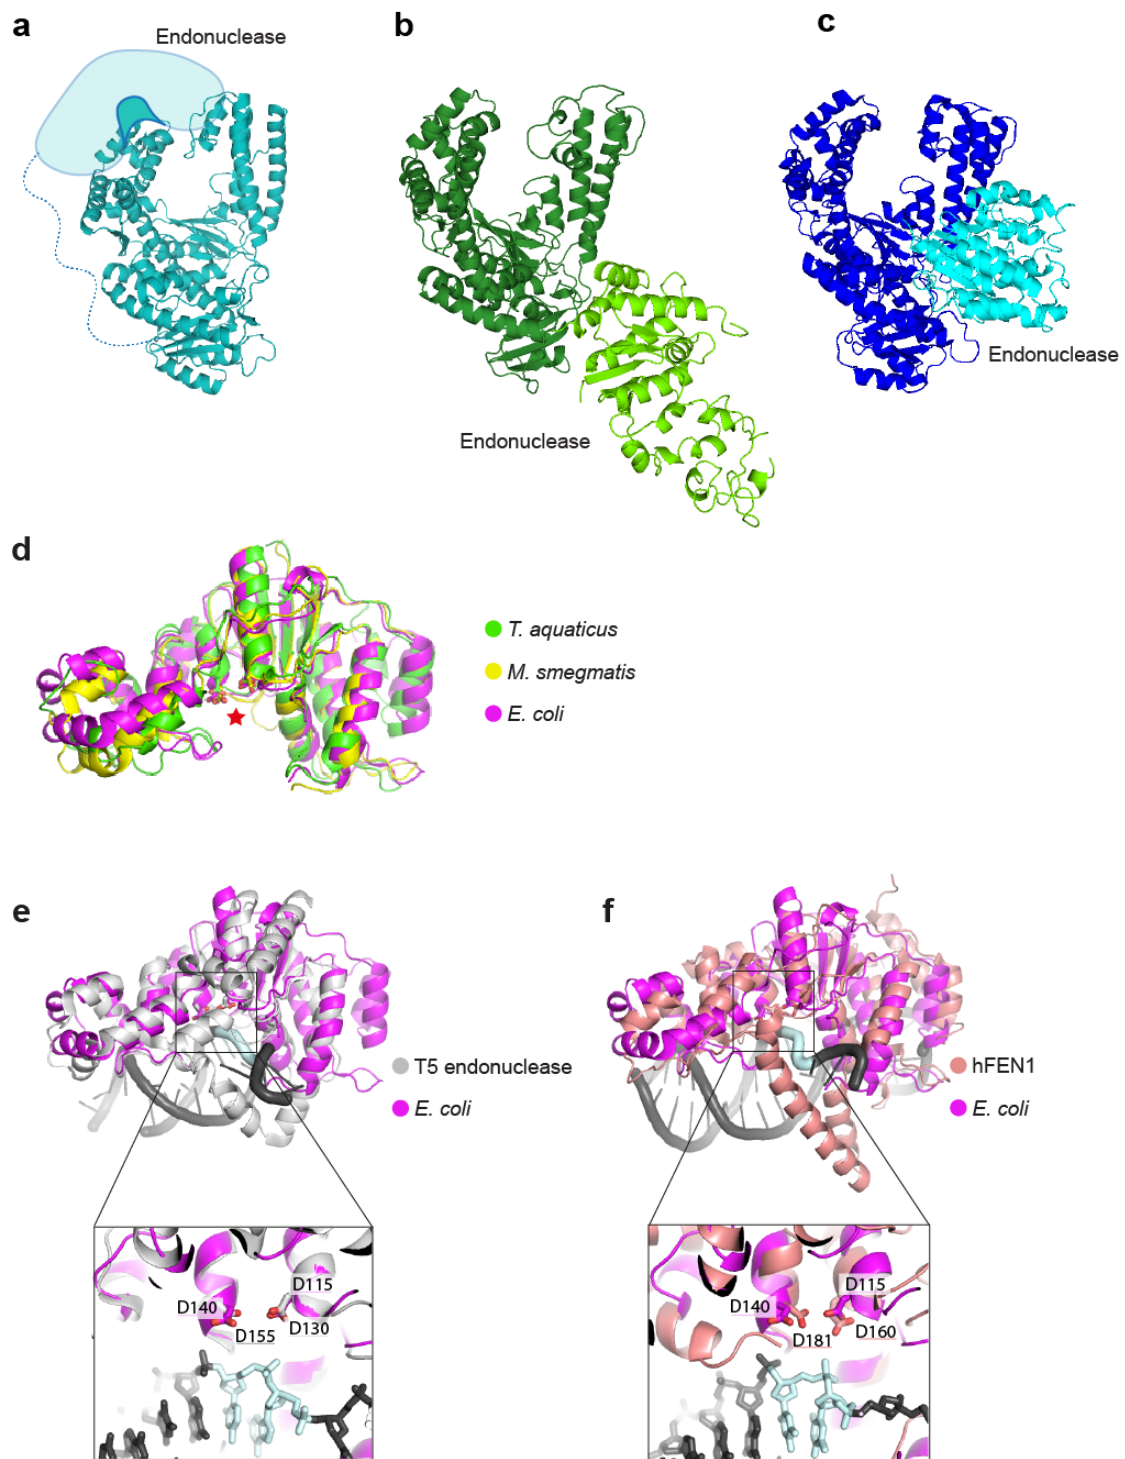 a
Endonuclease
b
c
Endonuclease
Endonuclease
d
T. aquaticus
M. smegmatis
E. coli
e
f
T5 endonuclease
E. coli
hFEN1
E. coli
D115
D140
D130
D155
D115
D140
D160
D181